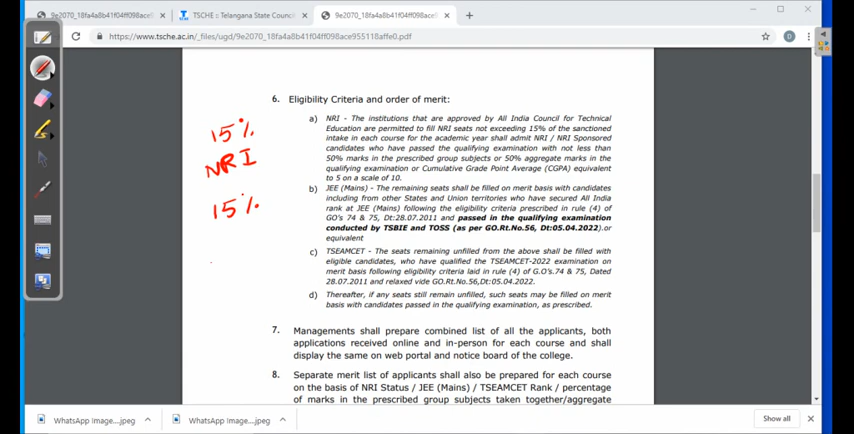 9e2070_18fa4a8b41f04ff098ace95
TSCHE :: Telangana State Counci
9e2070_18fa4a8b41f04ff098ace95
https://www.tsche.ac.in/_files/ugd/9e2070_18fa4a8b41f04ff098ace955118affe0.pdf
D
6. Eligibility Criteria and order of merit:
a) NRI - The institutions that are approved by All India Council for Technical
Education are permitted to fill NRI seats not exceeding 15% of the sanctioned
intake in each course for the academic year shall admit NRI / NRI Sponsored
candidates who have passed the qualifying examination with not less than
50% marks in the prescribed group subjects or 50% aggregate marks in the
qualifying examination or Cumulative Grade Point Average (CGPA) equivalent
to 5 on a scale of 10.
15%
NRI
15%
b) JEE (Mains) - The remaining seats shall be filled on merit basis with candidates
including from other States and Union territories who have secured All India
rank at JEE (Mains) following the eligibility criteria prescribed in rule (4) of
GO's 74 & 75, Dt:28.07.2011 and passed in the qualifying examination
conducted by TSBIE and TOSS (as per GO.Rt.No.56, Dt:05.04.2022).or
equivalent
c) TSEAMCET - The seats remaining unfilled from the above shall be filled with
eligible candidates, who have qualified the TSEAMCET-2022 examination on
merit basis following eligibility criteria laid in rule (4) of G.O's.74 & 75, Dated
28.07.2011 and relaxed vide GO.Rt.No.56,Dt:05.04.2022.
d) Thereafter, if any seats still remain unfilled, such seats may be filled on merit
basis with candidates passed in the qualifying examination, as prescribed.
7. Managements shall prepare combined list of all the applicants, both
applications received online and in-person for each course and shall
display the same on web portal and notice board of the college.
8. Separate merit list of applicants shall also be prepared for each course
on the basis of NRI Status / JEE (Mains) / TSEAMCET Rank / percentage
of marks in the prescribed group subjects taken together/aggregate
WhatsApp Image....jpeg
WhatsApp Image....jpeg
Show all